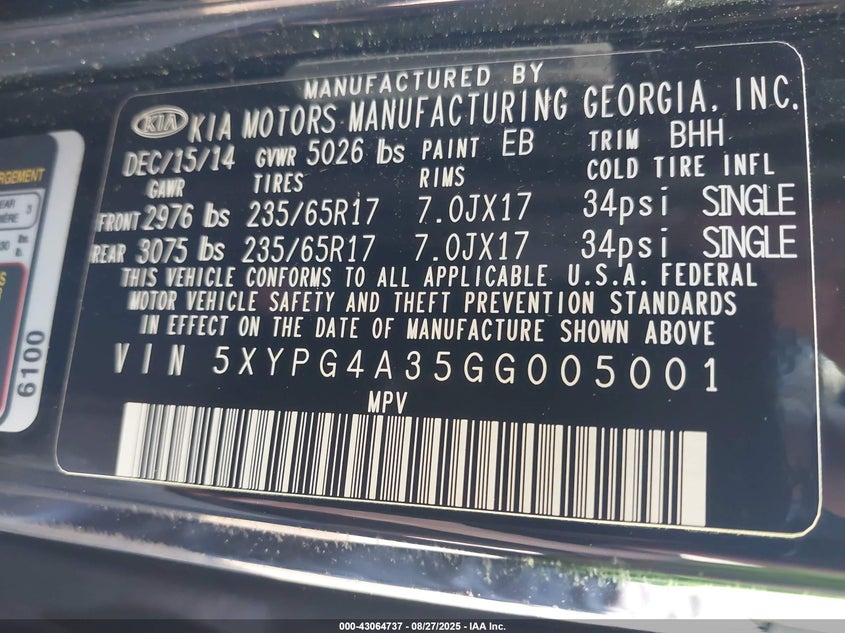 MANUFACTURED BY
KIA KIA MOTORS MANUFACTURING GEORGIA, INC.
DEC/15/14 GVWR 5026 lbs PAINT EB TRIM BHH
GAWR TIRES RIMS COLD TIRE INFL
FRONT 2976 lbs 235/65R17 7.0JX17 34psi SINGLE
REAR 3075 lbs 235/65R17 7.0JX17 34psi SINGLE
THIS VEHICLE CONFORMS TO ALL APPLICABLE U.S.A. FEDERAL
MOTOR VEHICLE SAFETY AND THEFT PREVENTION STANDARDS
IN EFFECT ON THE DATE OF MANUFACTURE SHOWN ABOVE
VIN 5XYPG4A35GG005001
MPV
6100
000-43064737 - 08/27/2025 - IAA Inc.